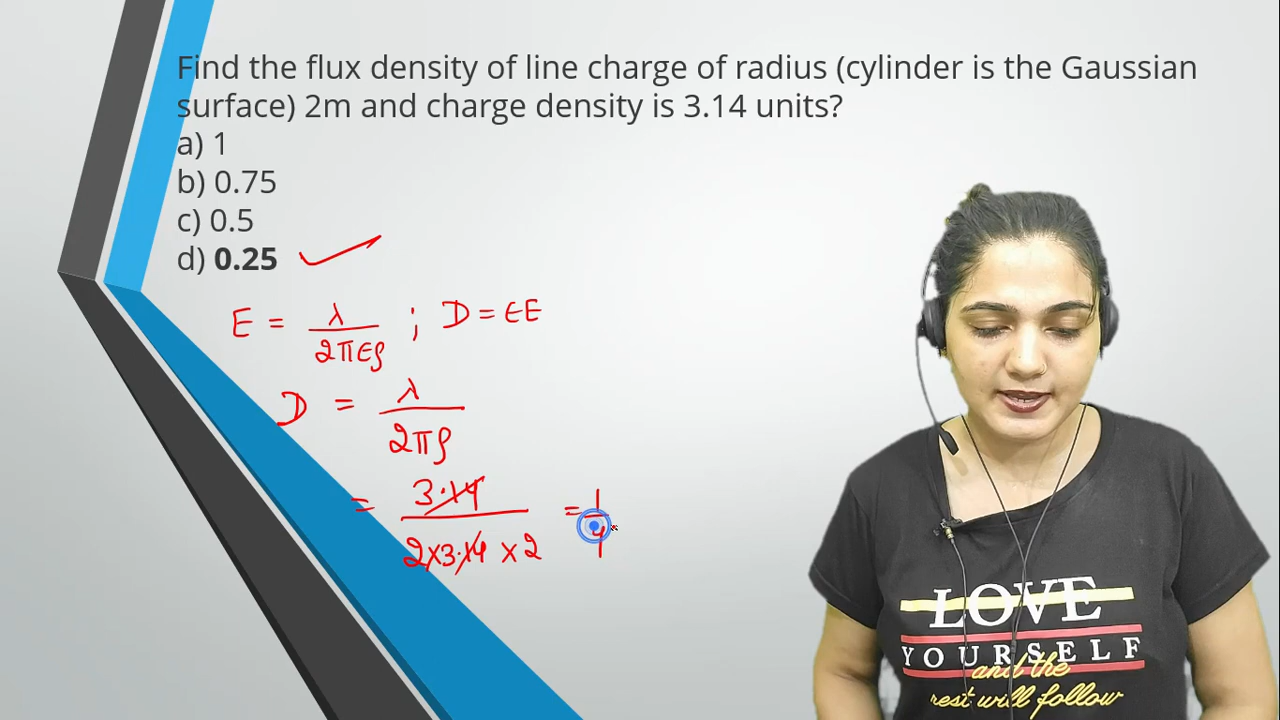 Find the flux density of line charge of radius (cylinder is the Gaussian
surface) 2m and charge density is 3.14 units?
a) 1
b) 0.75
c) 0.5
d) 0.25
E = λ / 2πϵρ ; D = ϵE
D = λ / 2πρ
= 3.14 / 2×3.14 × 2 = 1/4
LOVE
YOURSELF
and the
rest will follow